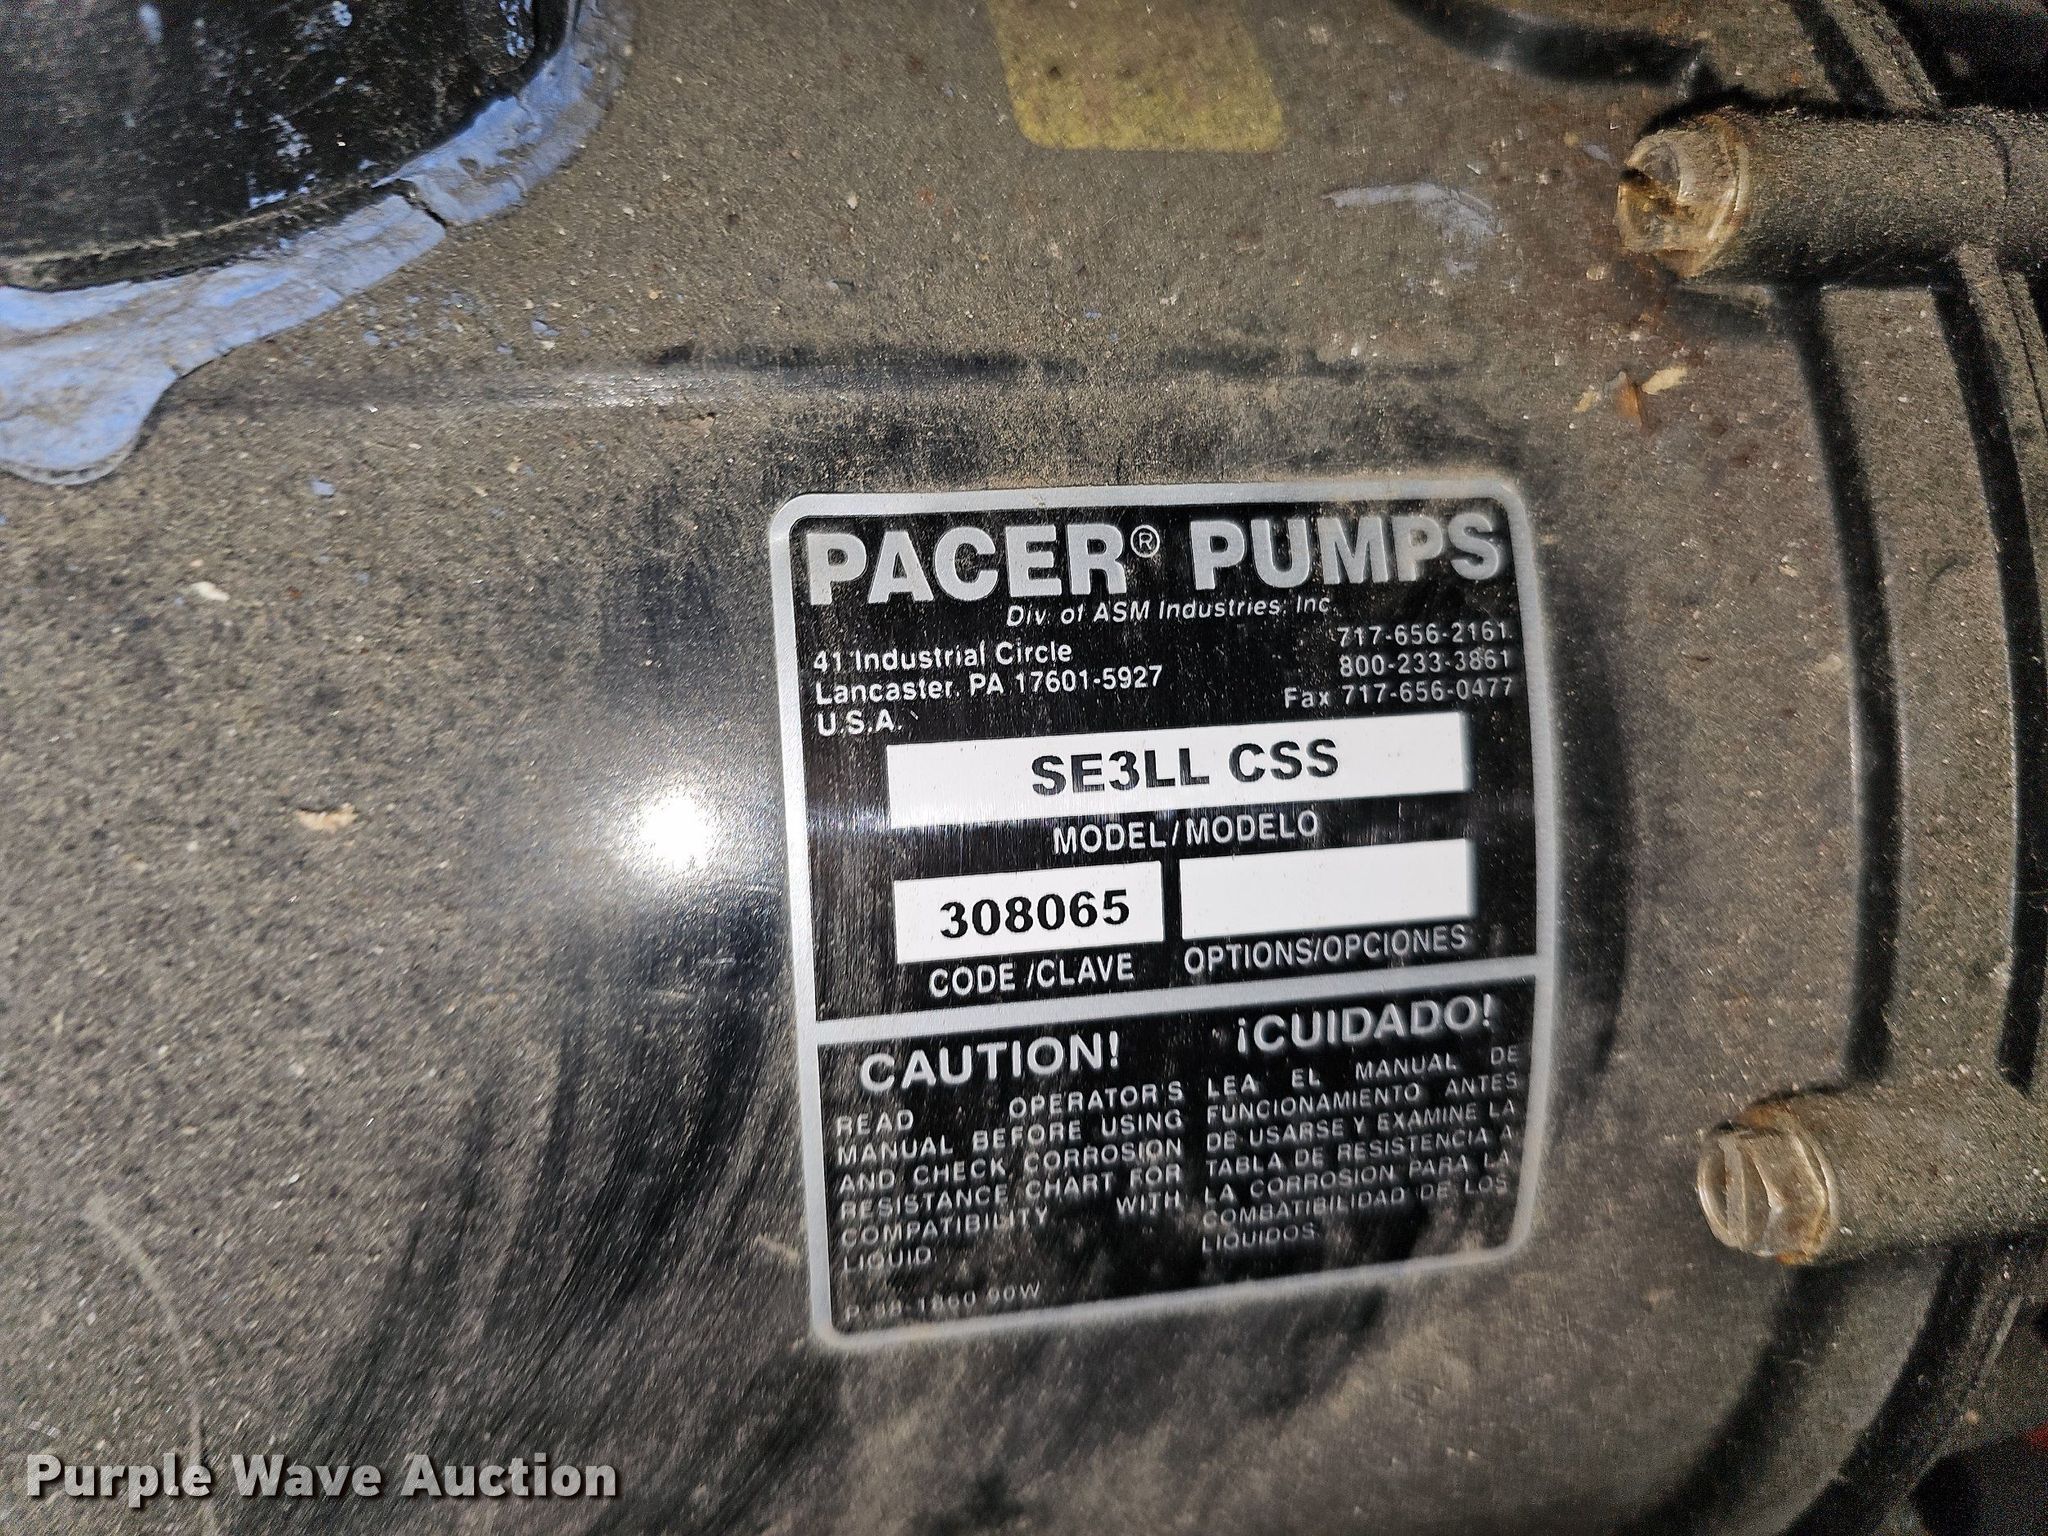 PACER® PUMPS
Div. of ASM Industries, Inc.
41 Industrial Circle
Lancaster, PA 17601-5927
U.S.A.
717-656-2161
800-233-3861
Fax 717-656-0477
SE3LL CSS
MODEL/MODELO
308065
CODE /CLAVE
OPTIONS/OPCIONES
CAUTION!
READ OPERATOR'S
MANUAL BEFORE USING
AND CHECK CORROSION
RESISTANCE CHART FOR
COMPATIBILITY WITH
LIQUID.
¡CUIDADO!
LEA EL MANUAL DE
FUNCIONAMIENTO ANTES
DE USARSE Y EXAMINE LA
TABLA DE RESISTENCIA A
LA CORROSION PARA LA
COMBATIBILIDAD DE LOS
LIQUIDOS.
Purple Wave Auction